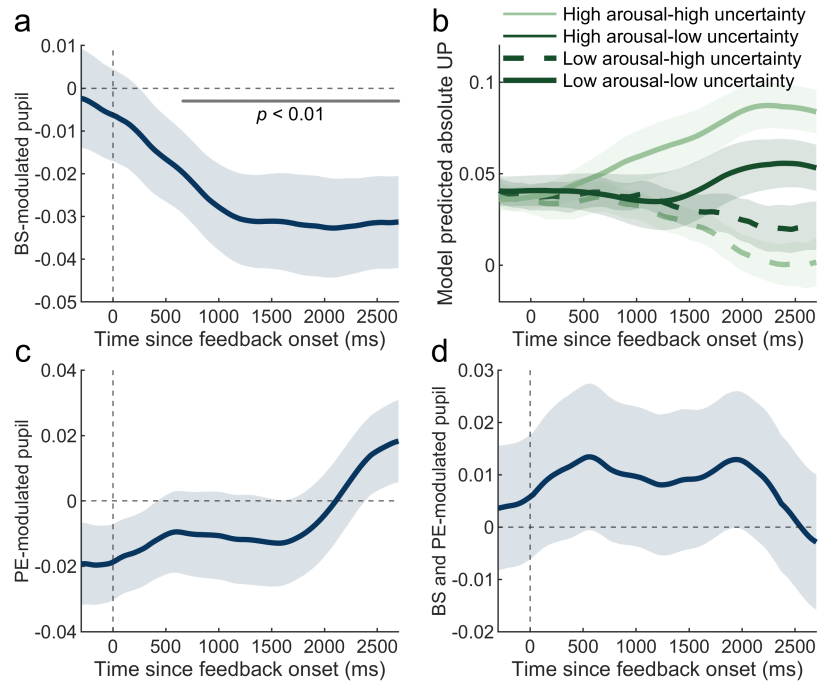 a
0.01
0
-0.01
-0.02
-0.03
-0.04
-0.05
BS-modulated pupil
p < 0.01
0 500 1000 1500 2000 2500
Time since feedback onset (ms)
b
High arousal-high uncertainty
High arousal-low uncertainty
Low arousal-high uncertainty
Low arousal-low uncertainty
0.1
0.05
0
Model predicted absolute UP
0 500 1000 1500 2000 2500
Time since feedback onset (ms)
c
0.04
0.02
0
-0.02
-0.04
PE-modulated pupil
0 500 1000 1500 2000 2500
Time since feedback onset (ms)
d
0.03
0.02
0.01
0
-0.01
-0.02
BS and PE-modulated pupil
0 500 1000 1500 2000 2500
Time since feedback onset (ms)